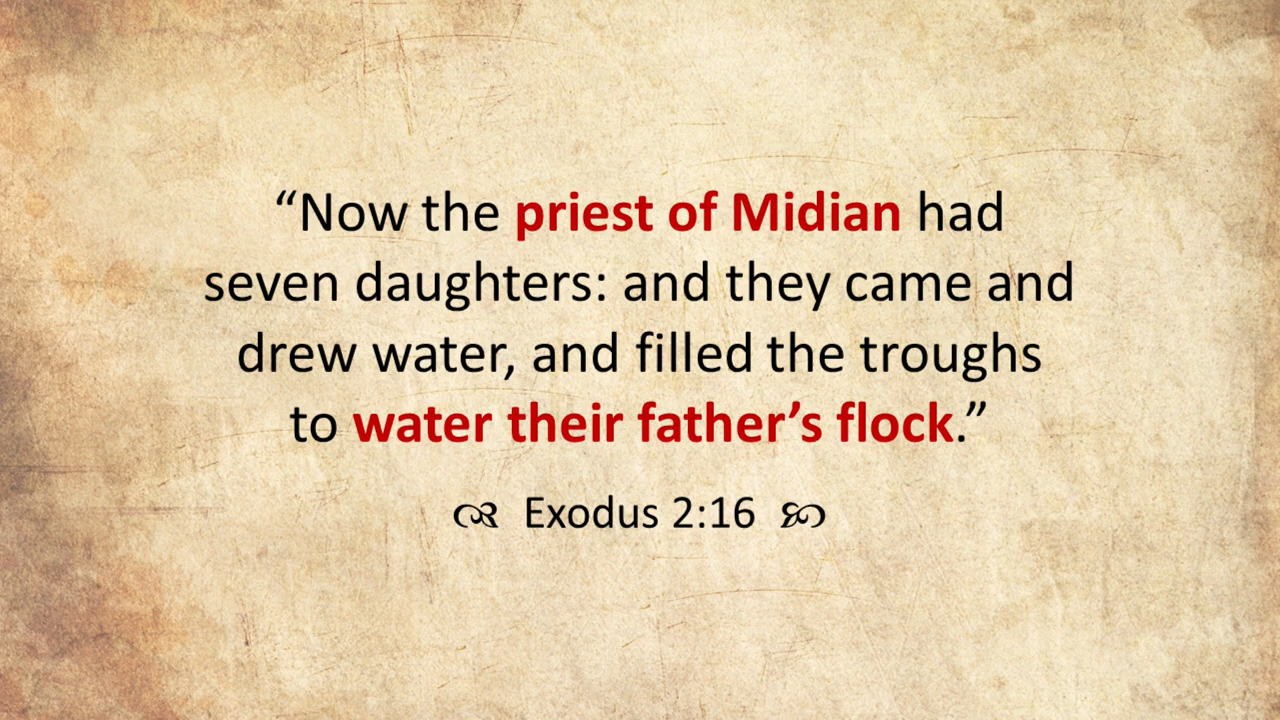 “Now the priest of Midian had
seven daughters: and they came and
drew water, and filled the troughs
to water their father’s flock.”
Exodus 2:16